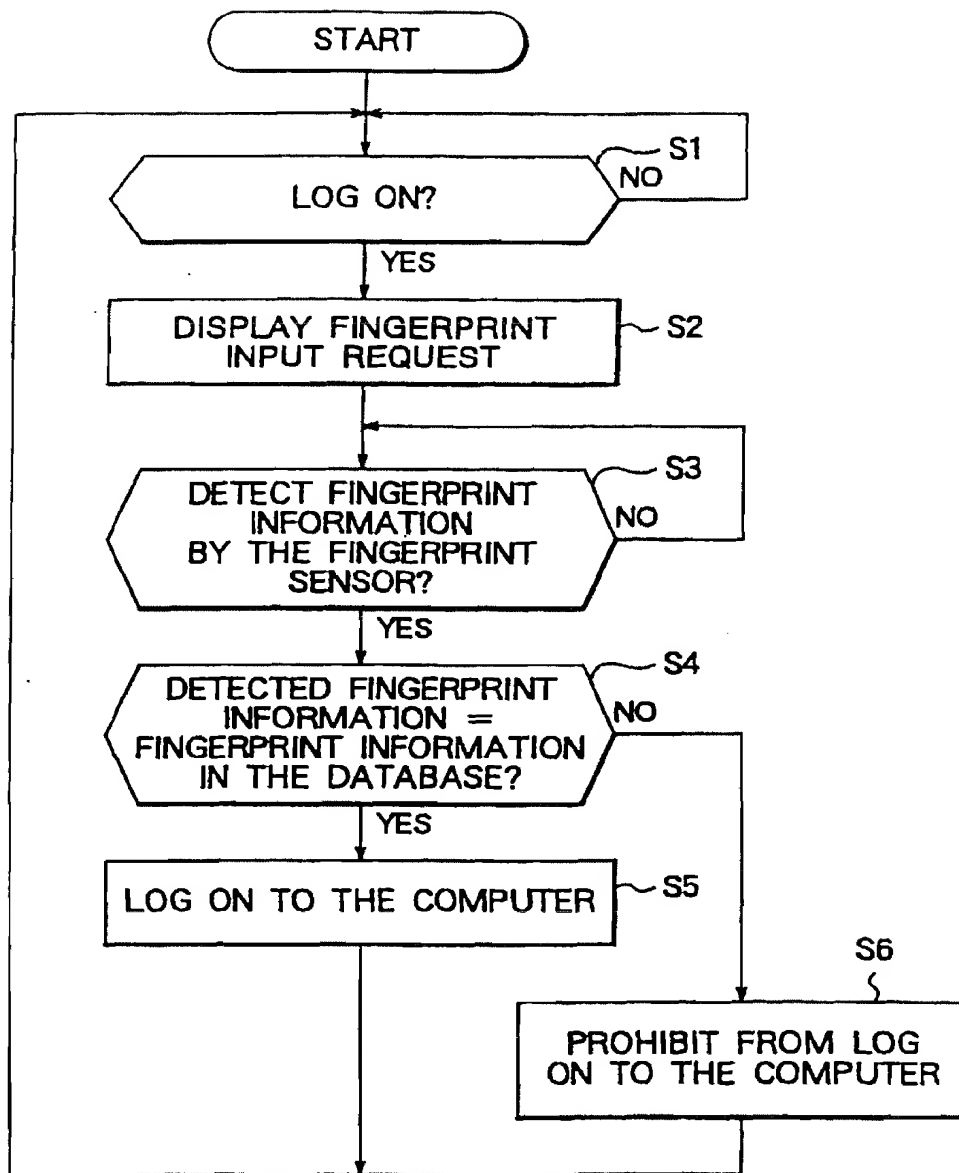 START
S1
NO
LOG ON?
YES
DISPLAY FINGERPRINT
INPUT REQUEST
S2
S3
NO
DETECT FINGERPRINT
INFORMATION
BY THE FINGERPRINT
SENSOR?
YES
S4
NO
DETECTED FINGERPRINT
INFORMATION =
FINGERPRINT INFORMATION
IN THE DATABASE?
YES
LOG ON TO THE COMPUTER
S5
S6
PROHIBIT FROM LOG
ON TO THE COMPUTER